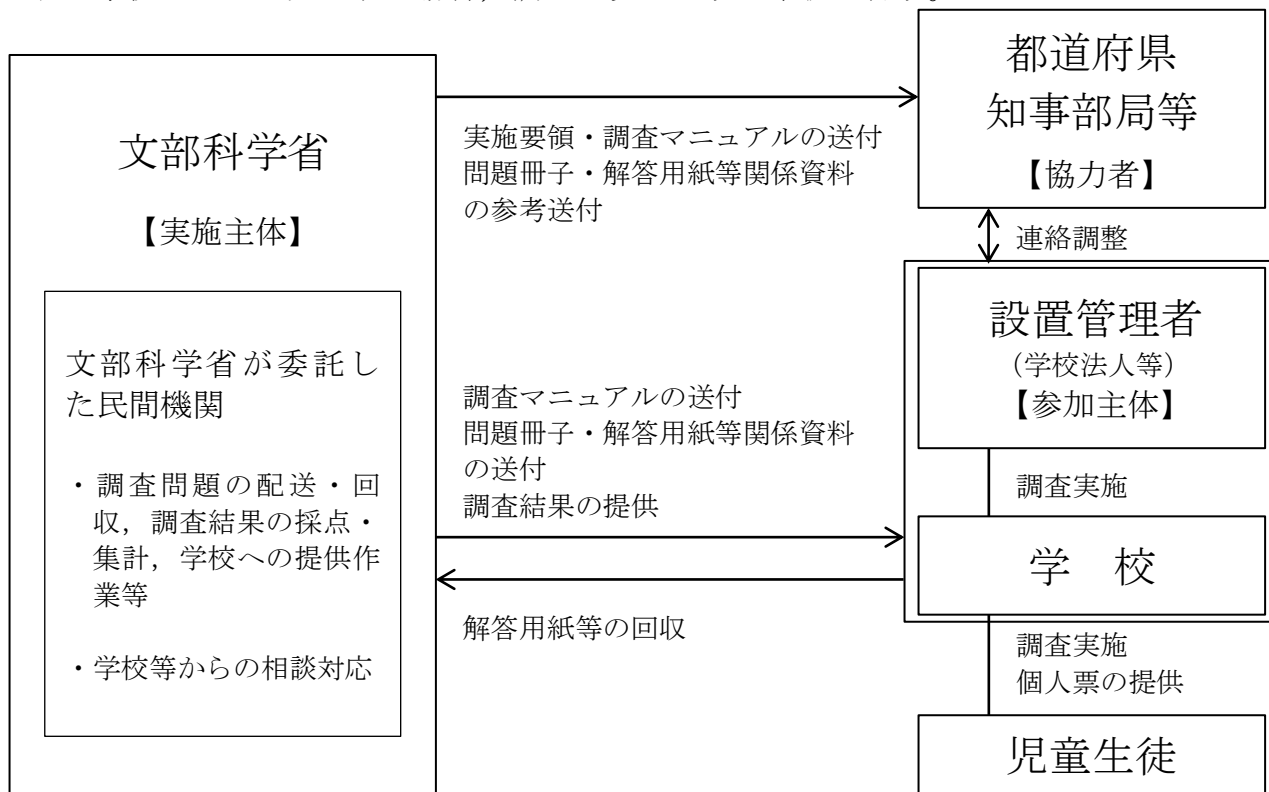 文部科学省
【実施主体】
文部科学省が委託し
た民間機関
・調査問題の配送・回
収，調査結果の採点・
集計，学校への提供作
業等
・学校等からの相談対応
実施要領・調査マニュアルの送付
問題冊子・解答用紙等関係資料
の参考送付
調査マニュアルの送付
問題冊子・解答用紙等関係資料
の送付
調査結果の提供
解答用紙等の回収
都道府県
知事部局等
【協力者】
連絡調整
設置管理者
（学校法人等）
【参加主体】
調査実施
学　校
調査実施
個人票の提供
児童生徒